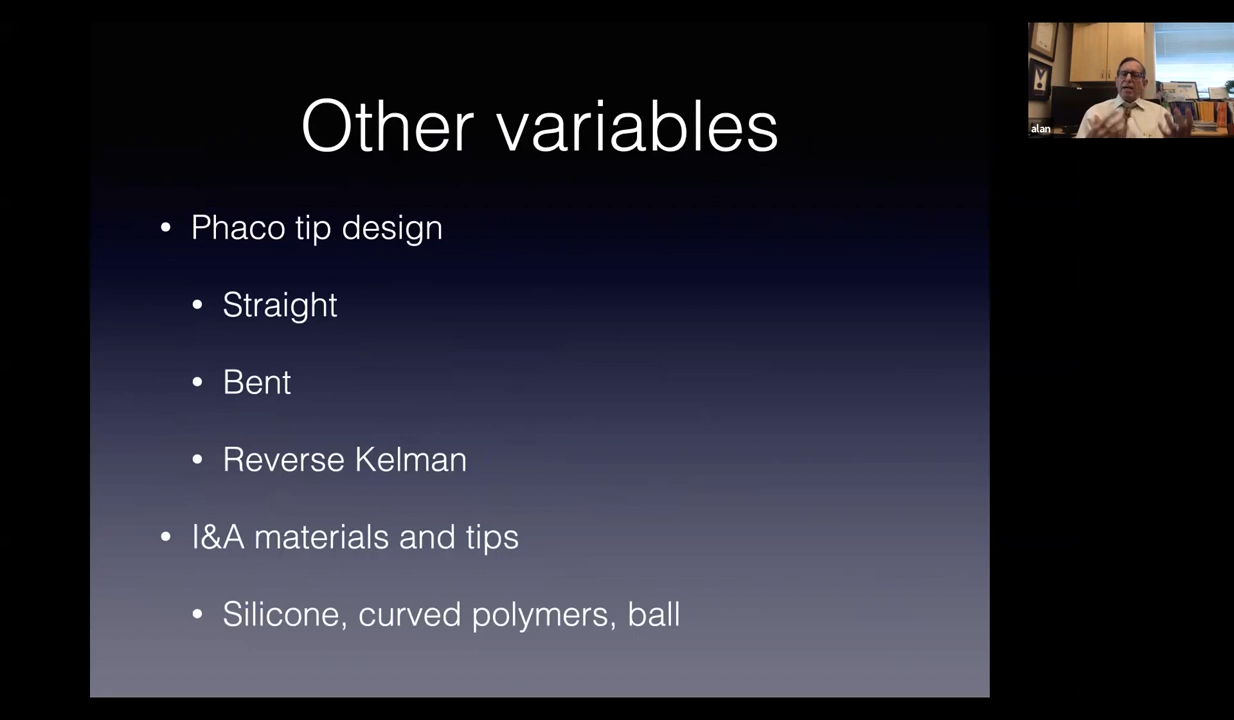 Other variables
• Phaco tip design
• Straight
• Bent
• Reverse Kelman
• I&A materials and tips
• Silicone, curved polymers, ball
alan